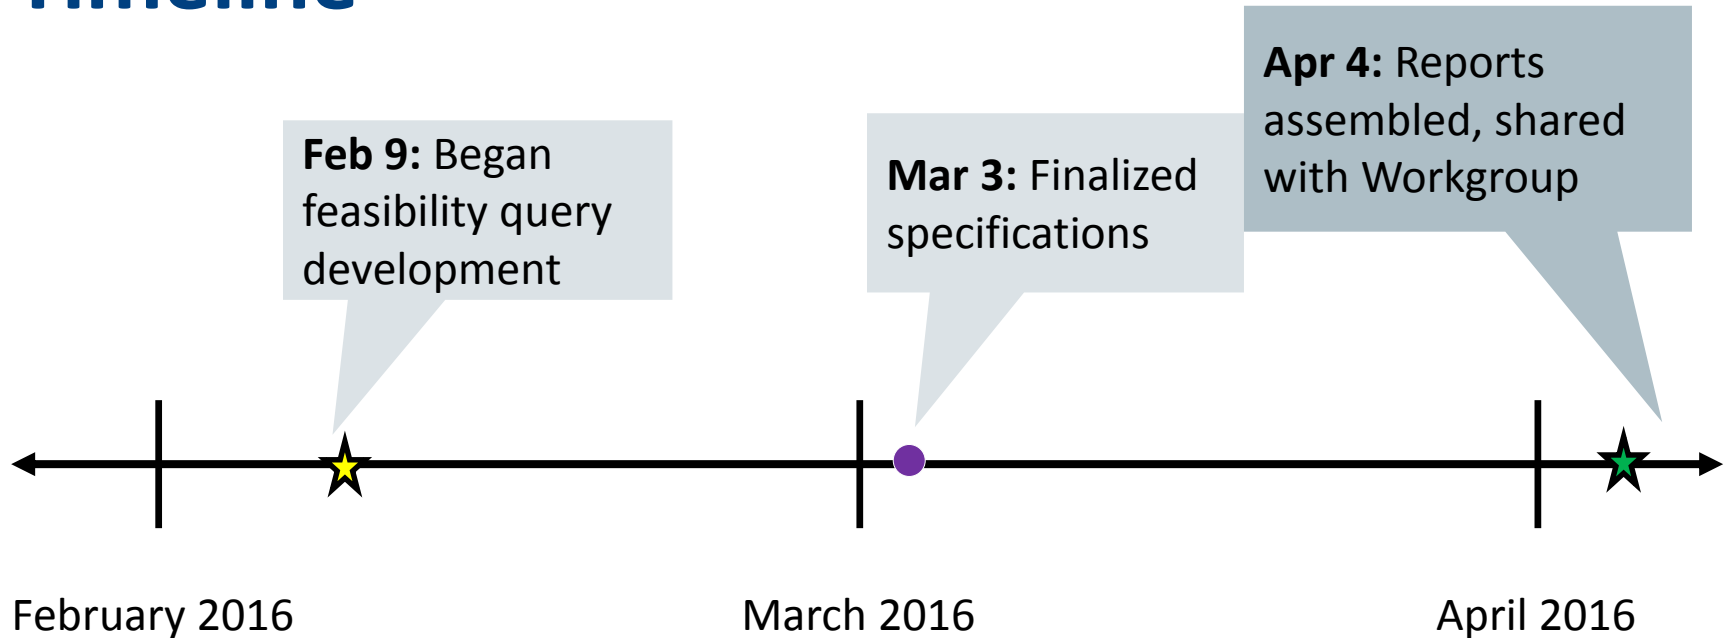 Timeline
Feb 9: Began
feasibility query
development
Mar 3: Finalized
specifications
Apr 4: Reports
assembled, shared
with Workgroup
February 2016
March 2016
April 2016